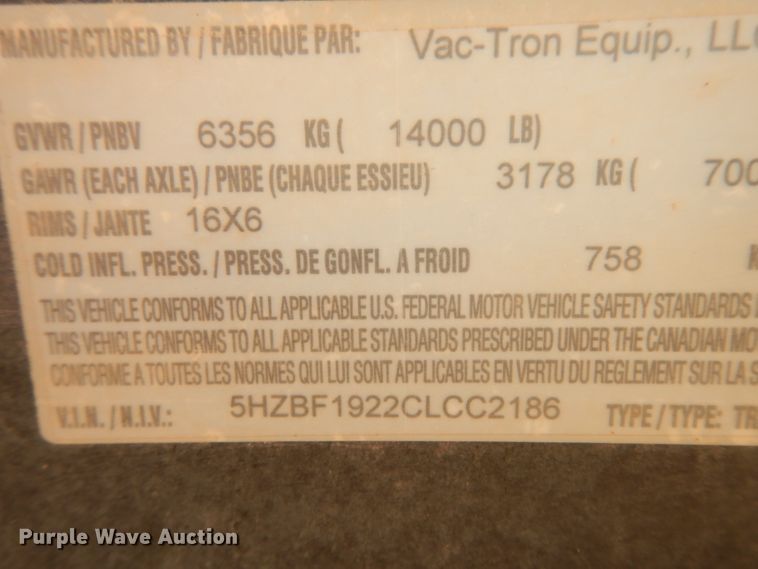 MANUFACTURED BY / FABRIQUE PAR: Vac-Tron Equip., LLC
GVWR / PNBV 6356 KG ( 14000 LB)
GAWR (EACH AXLE) / PNBE (CHAQUE ESSIEU) 3178 KG ( 700
RIMS / JANTE 16X6
COLD INFL. PRESS. / PRESS. DE GONFL. A FROID 758 K
THIS VEHICLE CONFORMS TO ALL APPLICABLE U.S. FEDERAL MOTOR VEHICLE SAFETY STANDARDS
THIS VEHICLE CONFORMS TO ALL APPLICABLE STANDARDS PRESCRIBED UNDER THE CANADIAN MO
CONFORME A TOUTES LES NORMES QUI LUI SONT APPLICABLES EN VERTU DU REGLEMENT SUR LA S
V.I.N. / N.I.V.: 5HZBF1922CLCC2186 TYPE / TYPE: TR
Purple Wave Auction